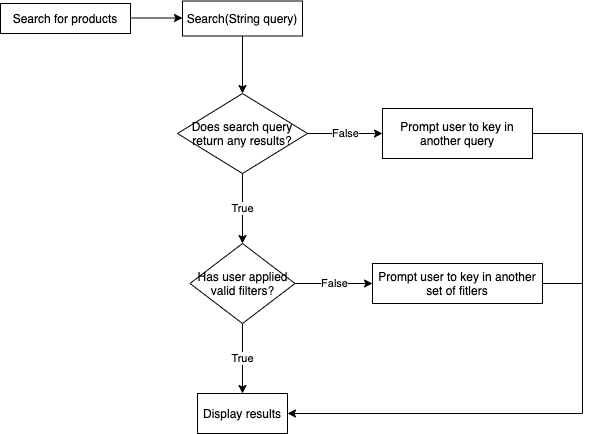 Search for products
Search(String query)
Does search query
return any results?
False
Prompt user to key in
another query
True
Has user applied
valid filters?
False
Prompt user to key in another
set of fitlers
True
Display results